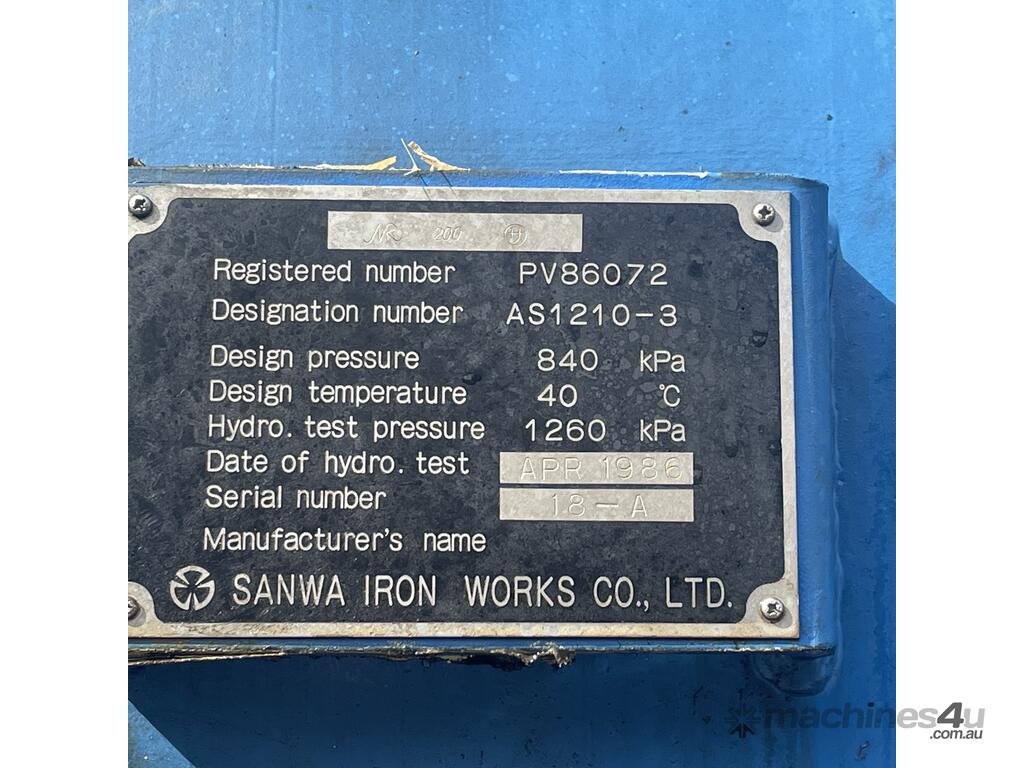 NK 200 H
Registered number PV86072
Designation number AS1210-3
Design pressure 840 kPa
Design temperature 40 ℃
Hydro. test pressure 1260 kPa
Date of hydro. test APR 1986
Serial number 18-A
Manufacturer's name
SANWA IRON WORKS CO., LTD.
machines4u
.com.au